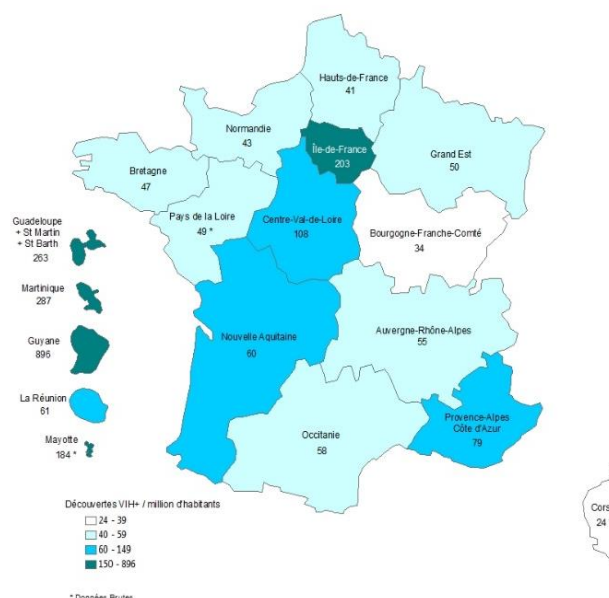 Hauts-de-France
41
Normandie
43
Île-de-France
203
Grand Est
50
Bretagne
47
Pays de la Loire
49 *
Centre-Val-de-Loire
108
Bourgogne-Franche-Comté
34
Guadeloupe
+ St Martin
+ St Barth
263
Martinique
287
Guyane
896
La Réunion
61
Mayotte
184 *
Nouvelle Aquitaine
60
Auvergne-Rhône-Alpes
55
Occitanie
58
Provence-Alpes
Côte d'Azur
79
Cors
24
Découvertes VIH+ / million d'habitants
24 - 39
40 - 59
60 - 149
150 - 896
* Données Brutes